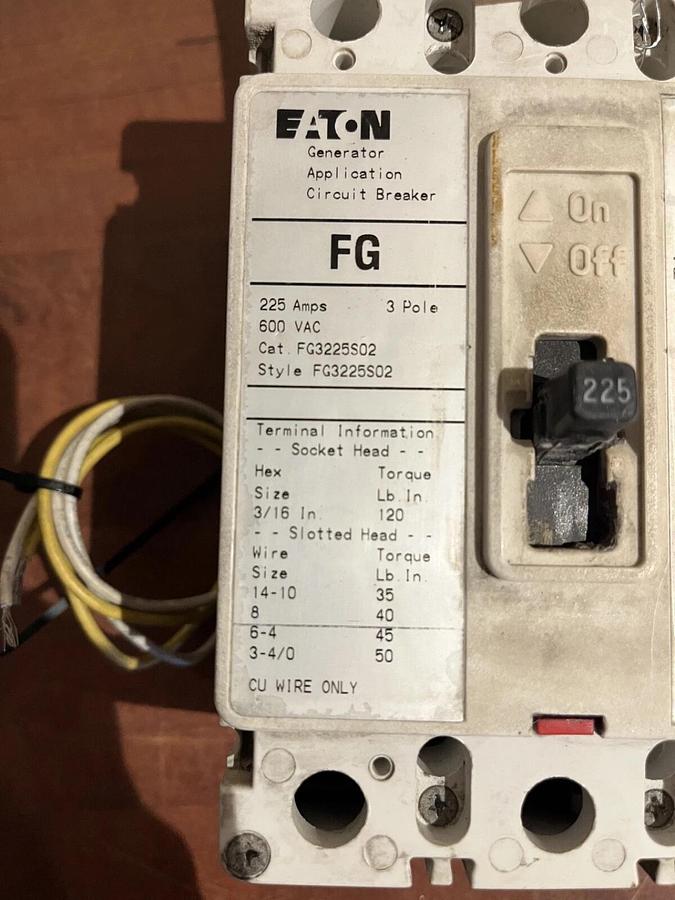 EATON
Generator
Application
Circuit Breaker
FG
225 Amps 3 Pole
600 VAC
Cat. FG3225S02
Style FG3225S02
Terminal Information
- - Socket Head - -
Hex Torque
Size Lb.In.
3/16 In. 120
- - Slotted Head - -
Wire Torque
Size Lb.In.
14-10 35
8 40
6-4 45
3-4/0 50
CU WIRE ONLY
On
Off
225